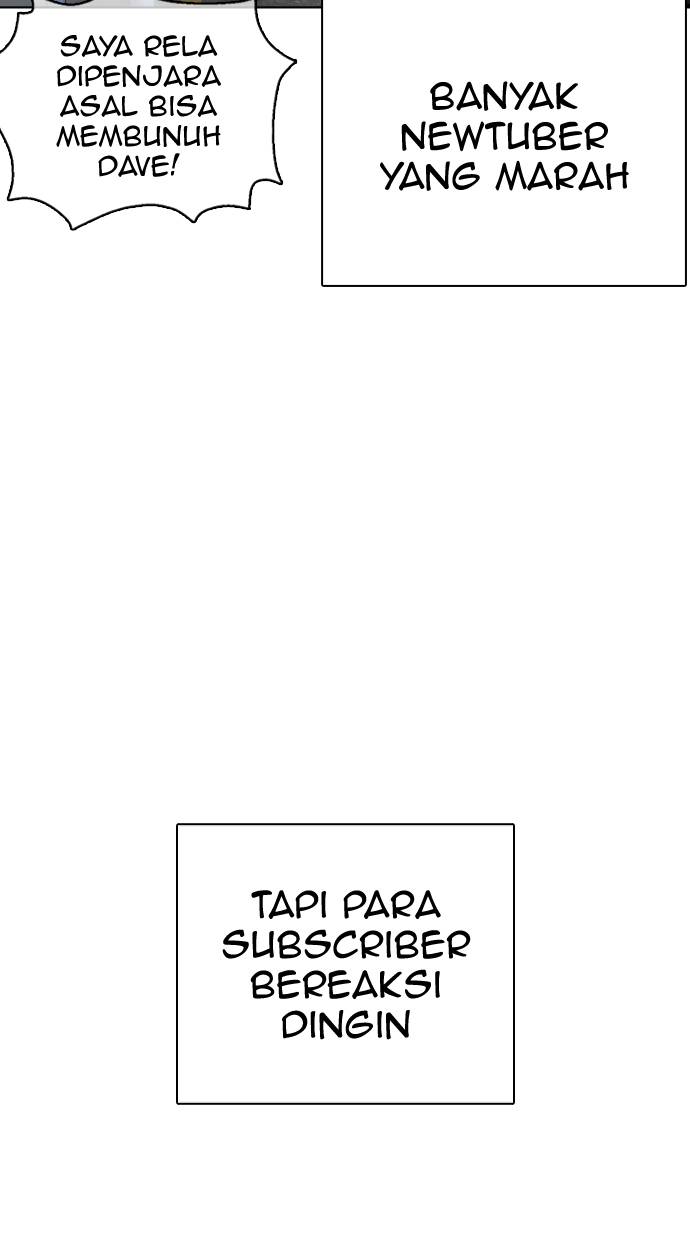 SAYA RELA
DIPENJARA
ASAL BISA
MEMBUNUH
DAVE!
BANYAK
NEWTUBER
YANG MARAH
TAPI PARA
SUBSCRIBER
BEREAKSI
DINGIN